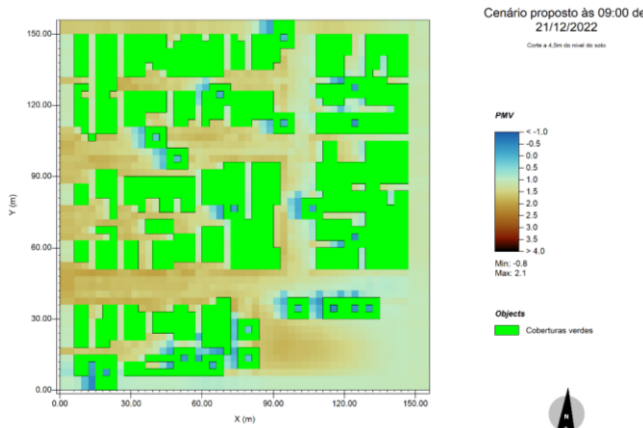 Cenário proposto às 09:00 de
21/12/2022
Corte a 4,5m do nível do solo
PMV
< -1.0
-0.5
0.0
0.5
1.0
1.5
2.0
2.5
3.0
3.5
> 4.0
Min: -0.8
Max: 2.1
Objects
Coberturas verdes
N
150.00
120.00
90.00
60.00
30.00
0.00
Y (m)
0.00 30.00 60.00 90.00 120.00 150.00
X (m)